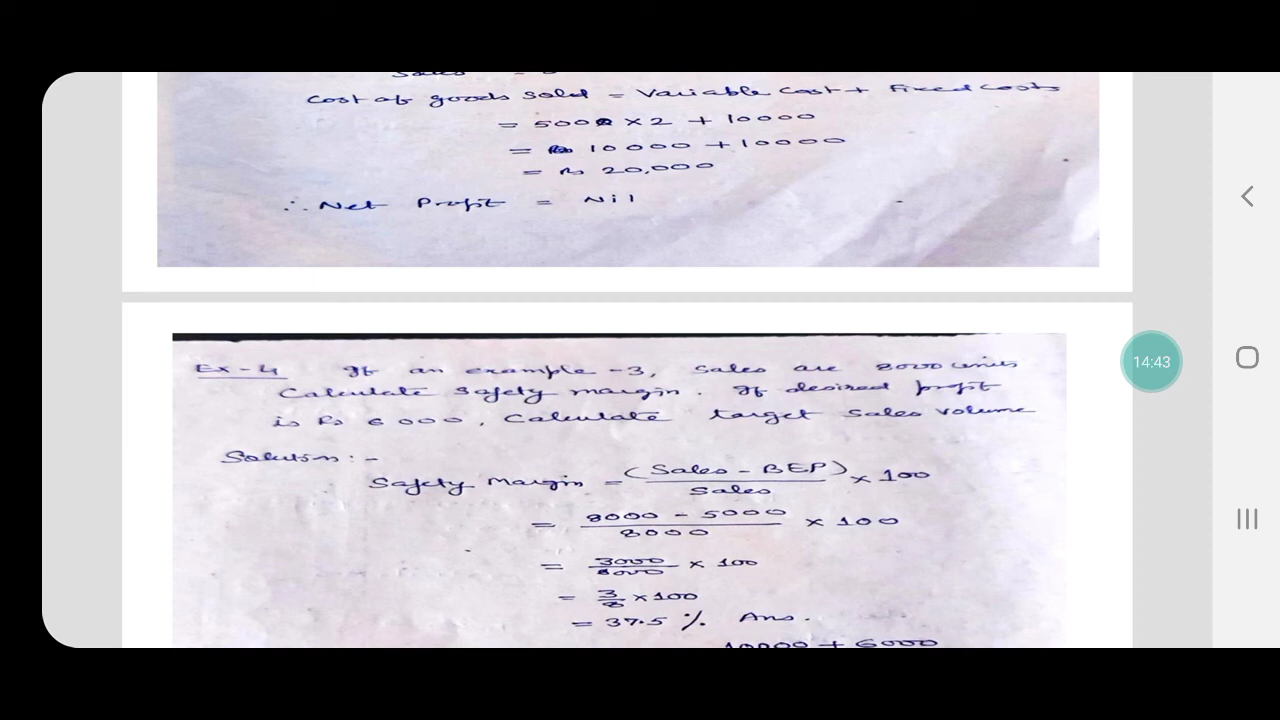 Cost of goods sold = Variable Cost + Fixed Costs
= 5000 × 2 + 10000
= Rs 10000 + 10000
= Rs 20,000
∴ Net Profit = Nil
Ex-4 If an example -3, Sales are 8000 units
Calculate Safety margin. If desired profit
is Rs 6000, Calculate target Sales volume
14:43
Solution:-
Safety Margin = (Sales - BEP) / Sales × 100
= 8000 - 5000 / 8000 × 100
= 3000 / 8000 × 100
= 3/8 × 100
= 37.5 % Ans.
10000 + 6000